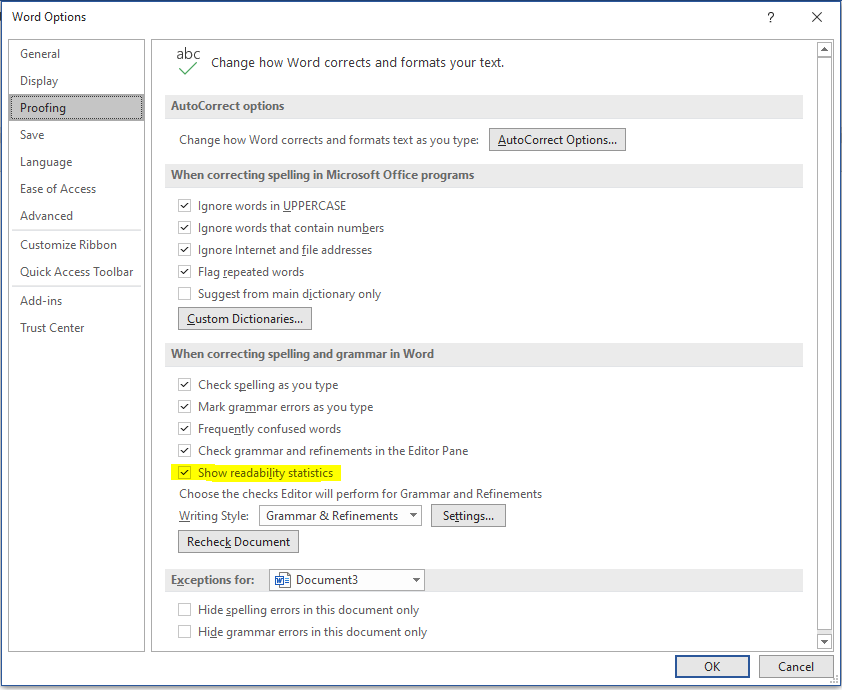 Word Options
?
General
Display
Proofing
Save
Language
Ease of Access
Advanced
Customize Ribbon
Quick Access Toolbar
Add-ins
Trust Center
abc
Change how Word corrects and formats your text.
AutoCorrect options
Change how Word corrects and formats text as you type: AutoCorrect Options...
When correcting spelling in Microsoft Office programs
Ignore words in UPPERCASE
Ignore words that contain numbers
Ignore Internet and file addresses
Flag repeated words
Suggest from main dictionary only
Custom Dictionaries...
When correcting spelling and grammar in Word
Check spelling as you type
Mark grammar errors as you type
Frequently confused words
Check grammar and refinements in the Editor Pane
Show readability statistics
Choose the checks Editor will perform for Grammar and Refinements
Writing Style: Grammar & Refinements Settings...
Recheck Document
Exceptions for: Document3
Hide spelling errors in this document only
Hide grammar errors in this document only
OK Cancel